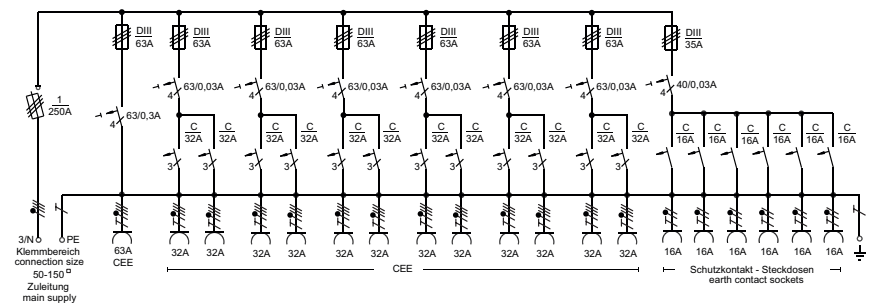 DIII 63A DIII 63A DIII 63A DIII 63A DIII 63A DIII 63A DIII 63A DIII 35A
1 250A
4 63/0,3A
4 63/0,03A 4 63/0,03A 4 63/0,03A 4 63/0,03A 4 63/0,03A 4 63/0,03A 4 40/0,03A
C 32A C 32A C 32A C 32A C 32A C 32A C 32A C 32A C 32A C 32A C 32A C 32A C 16A C 16A C 16A C 16A C 16A C 16A
3 3 3 3 3 3 3 3 3 3 3 3
3/N PE
63A CEE
32A 32A 32A 32A 32A 32A 32A 32A 32A 32A 32A 32A 16A 16A 16A 16A 16A 16A
Klemmbereich
connection size
50-150
Zuleitung
main supply
CEE
Schutzkontakt - Steckdosen
earth contact sockets